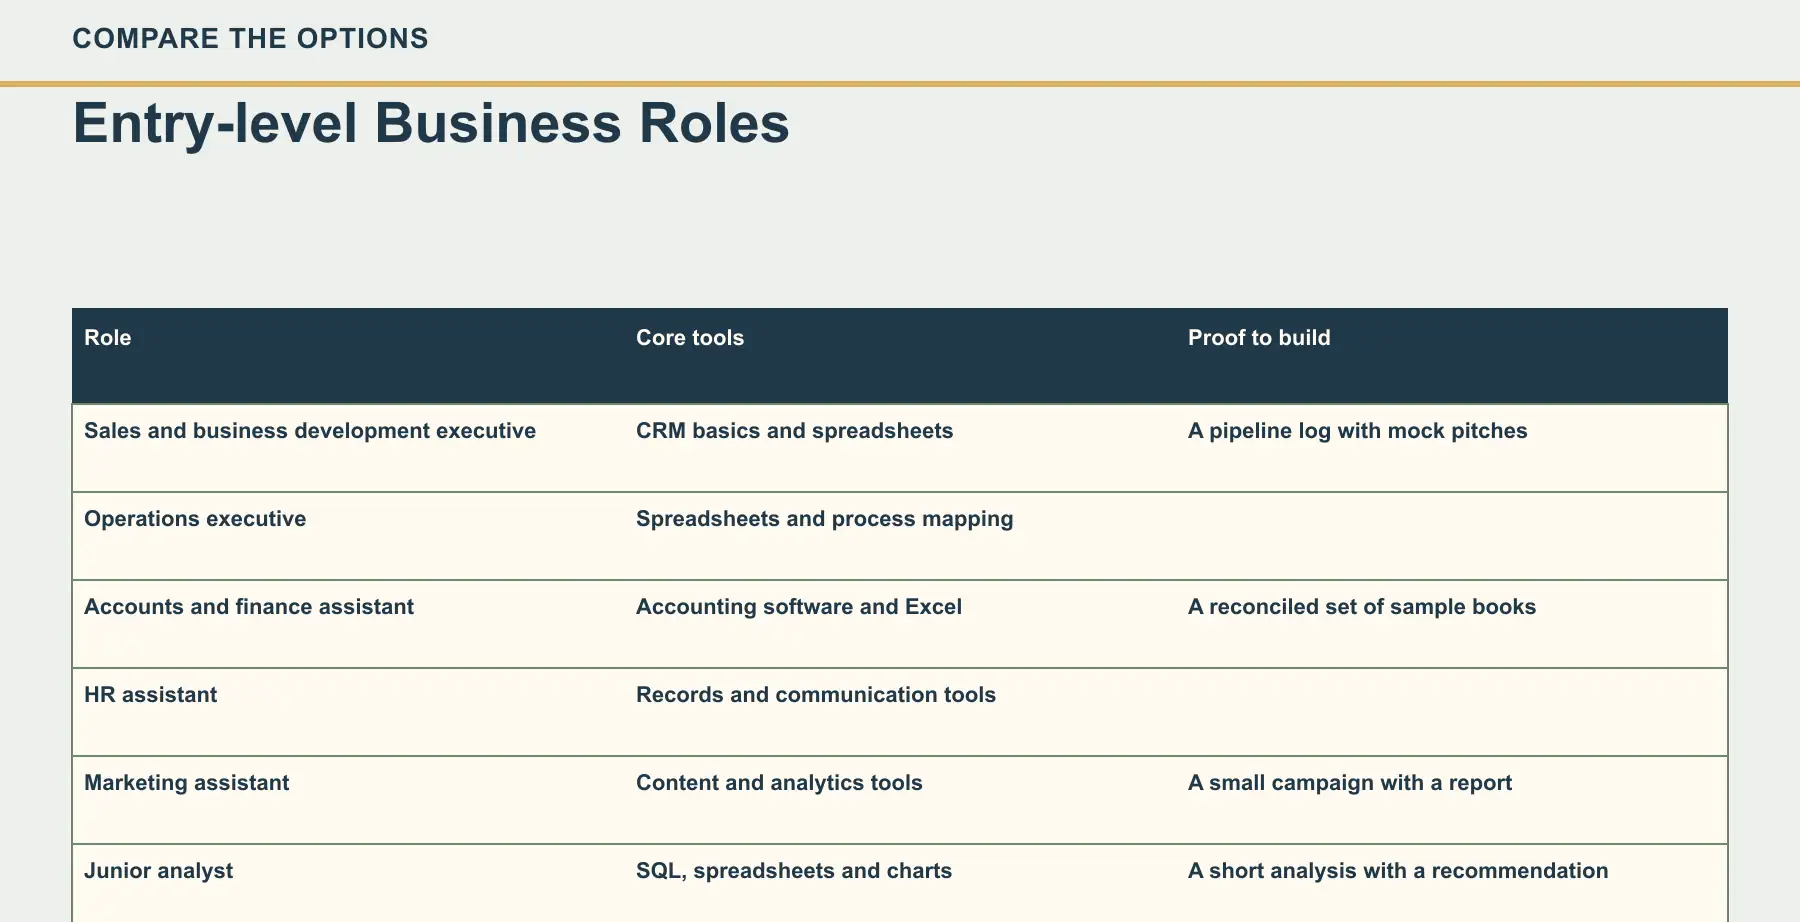 COMPARE THE OPTIONS
Entry-level Business Roles
Role Core tools Proof to build
Sales and business development executive CRM basics and spreadsheets A pipeline log with mock pitches
Operations executive Spreadsheets and process mapping
Accounts and finance assistant Accounting software and Excel A reconciled set of sample books
HR assistant Records and communication tools
Marketing assistant Content and analytics tools A small campaign with a report
Junior analyst SQL, spreadsheets and charts A short analysis with a recommendation